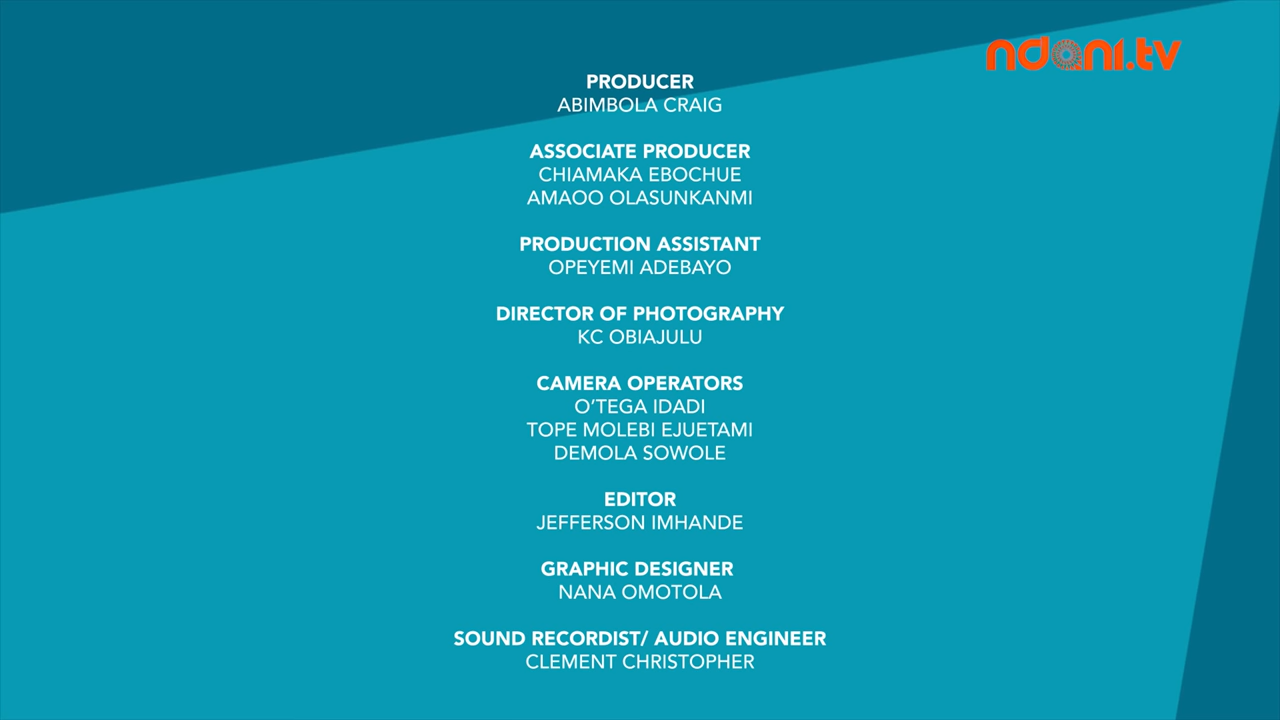 ndani.tv
PRODUCER
ABIMBOLA CRAIG
ASSOCIATE PRODUCER
CHIAMAKA EBOCHUE
AMAOO OLASUNKANMI
PRODUCTION ASSISTANT
OPEYEMI ADEBAYO
DIRECTOR OF PHOTOGRAPHY
KC OBIAJULU
CAMERA OPERATORS
O’TEGA IDADI
TOPE MOLEBI EJUETAMI
DEMOLA SOWOLE
EDITOR
JEFFERSON IMHANDE
GRAPHIC DESIGNER
NANA OMOTOLA
SOUND RECORDIST/ AUDIO ENGINEER
CLEMENT CHRISTOPHER